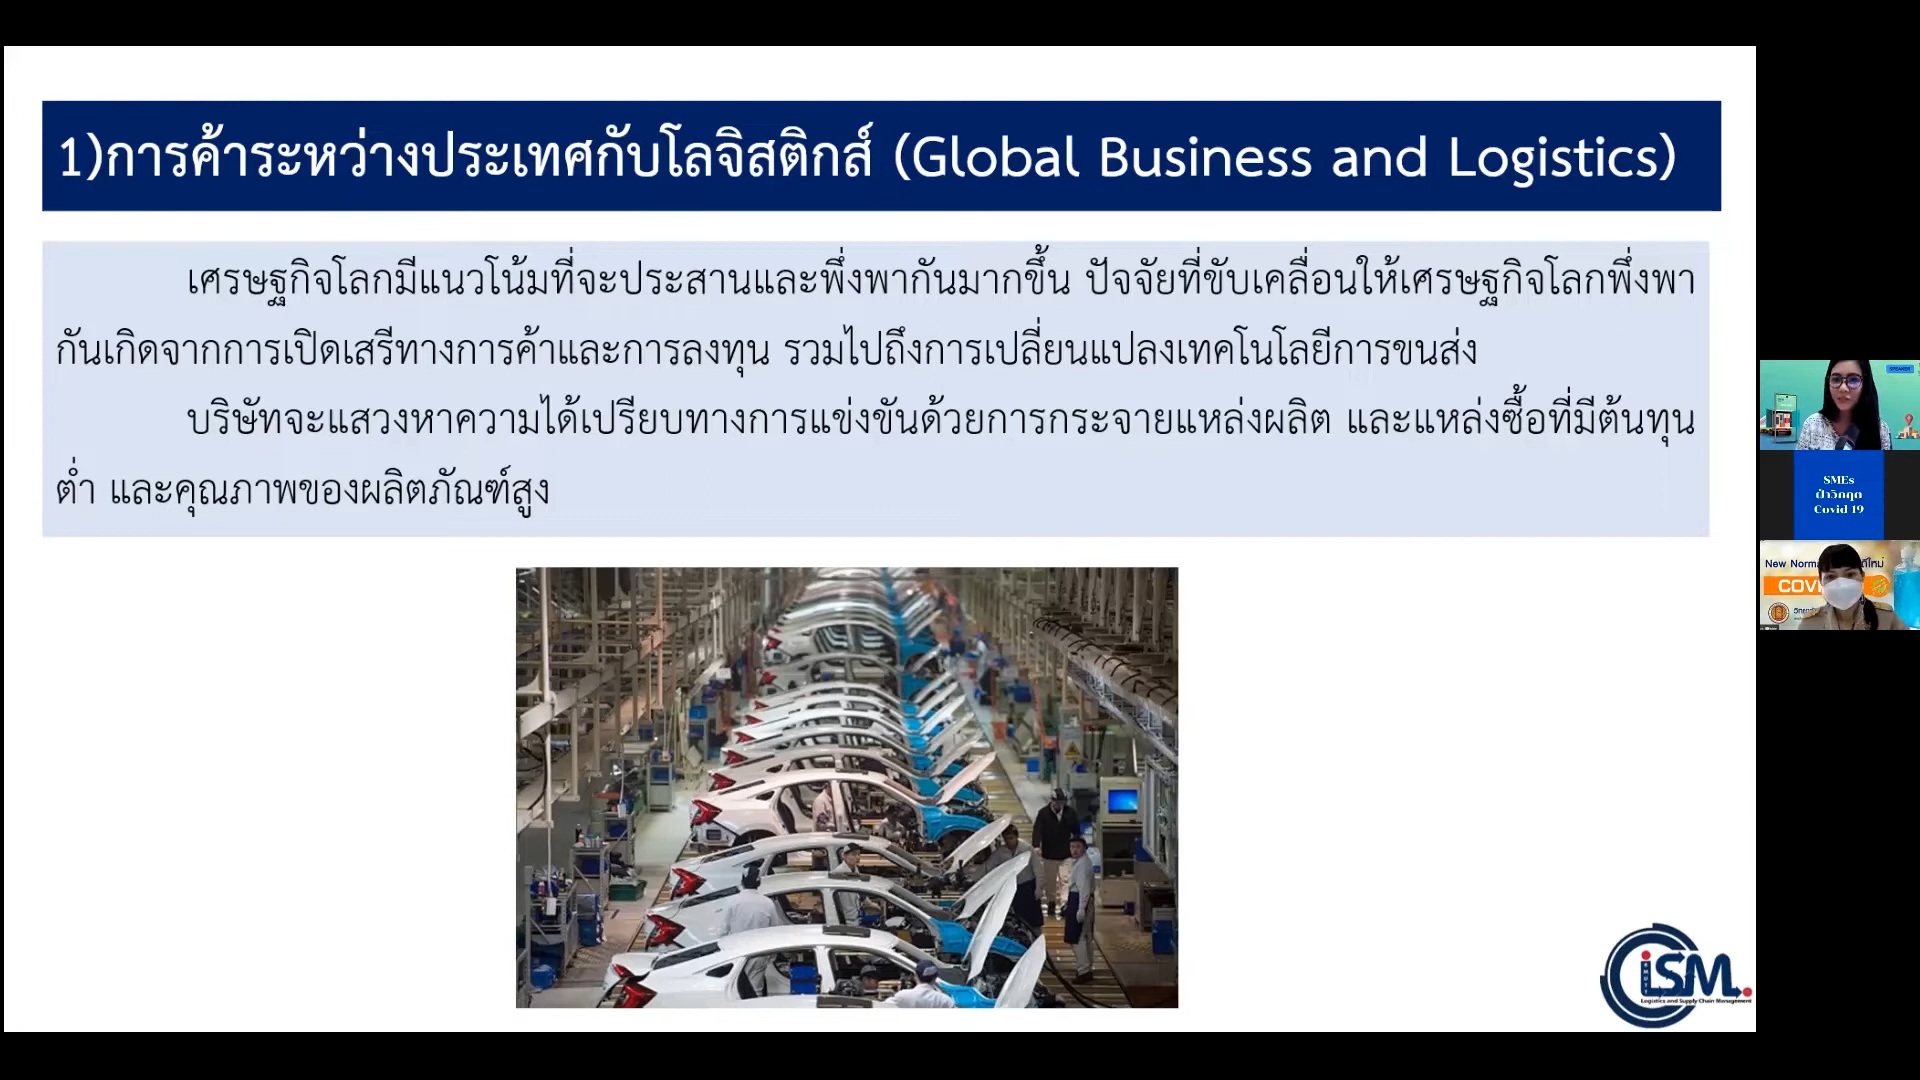 1)การค้าระหว่างประเทศกับโลจิสติกส์ (Global Business and Logistics)
เศรษฐกิจโลกมีแนวโน้มที่จะประสานและพึ่งพากันมากขึ้น ปัจจัยที่ขับเคลื่อนให้เศรษฐกิจโลกพึ่งพา
กันเกิดจากการเปิดเสรีทางการค้าและการลงทุน รวมไปถึงการเปลี่ยนแปลงเทคโนโลยีการขนส่ง
บริษัทจะแสวงหาความได้เปรียบทางการแข่งขันด้วยการกระจายแหล่งผลิต และแหล่งซื้อที่มีต้นทุน
ต่ำ และคุณภาพของผลิตภัณฑ์สูง
SPEAKER
SMEs
ฝ่าวิกฤต
Covid 19
New Norma
COV
iSM.
Logistics and Supply Chain Management